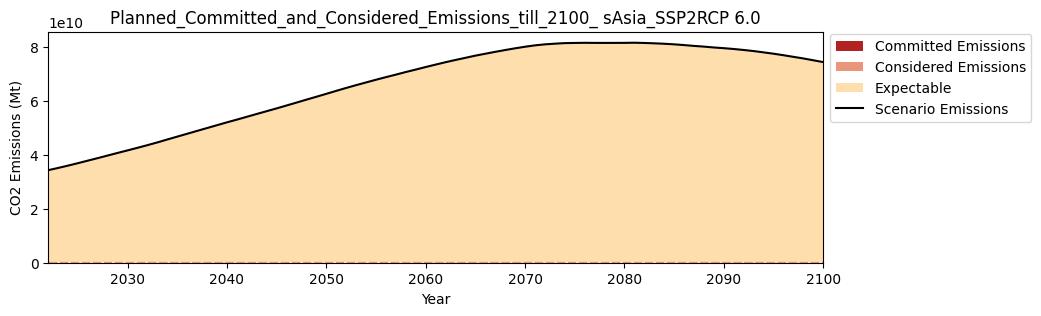 Planned_Committed_and_Considered_Emissions_till_2100_ sAsia_SSP2RCP 6.0
1e10
8
6
4
2
0
CO2 Emissions (Mt)
2030 2040 2050 2060 2070 2080 2090 2100
Year
Committed Emissions
Considered Emissions
Expectable
Scenario Emissions